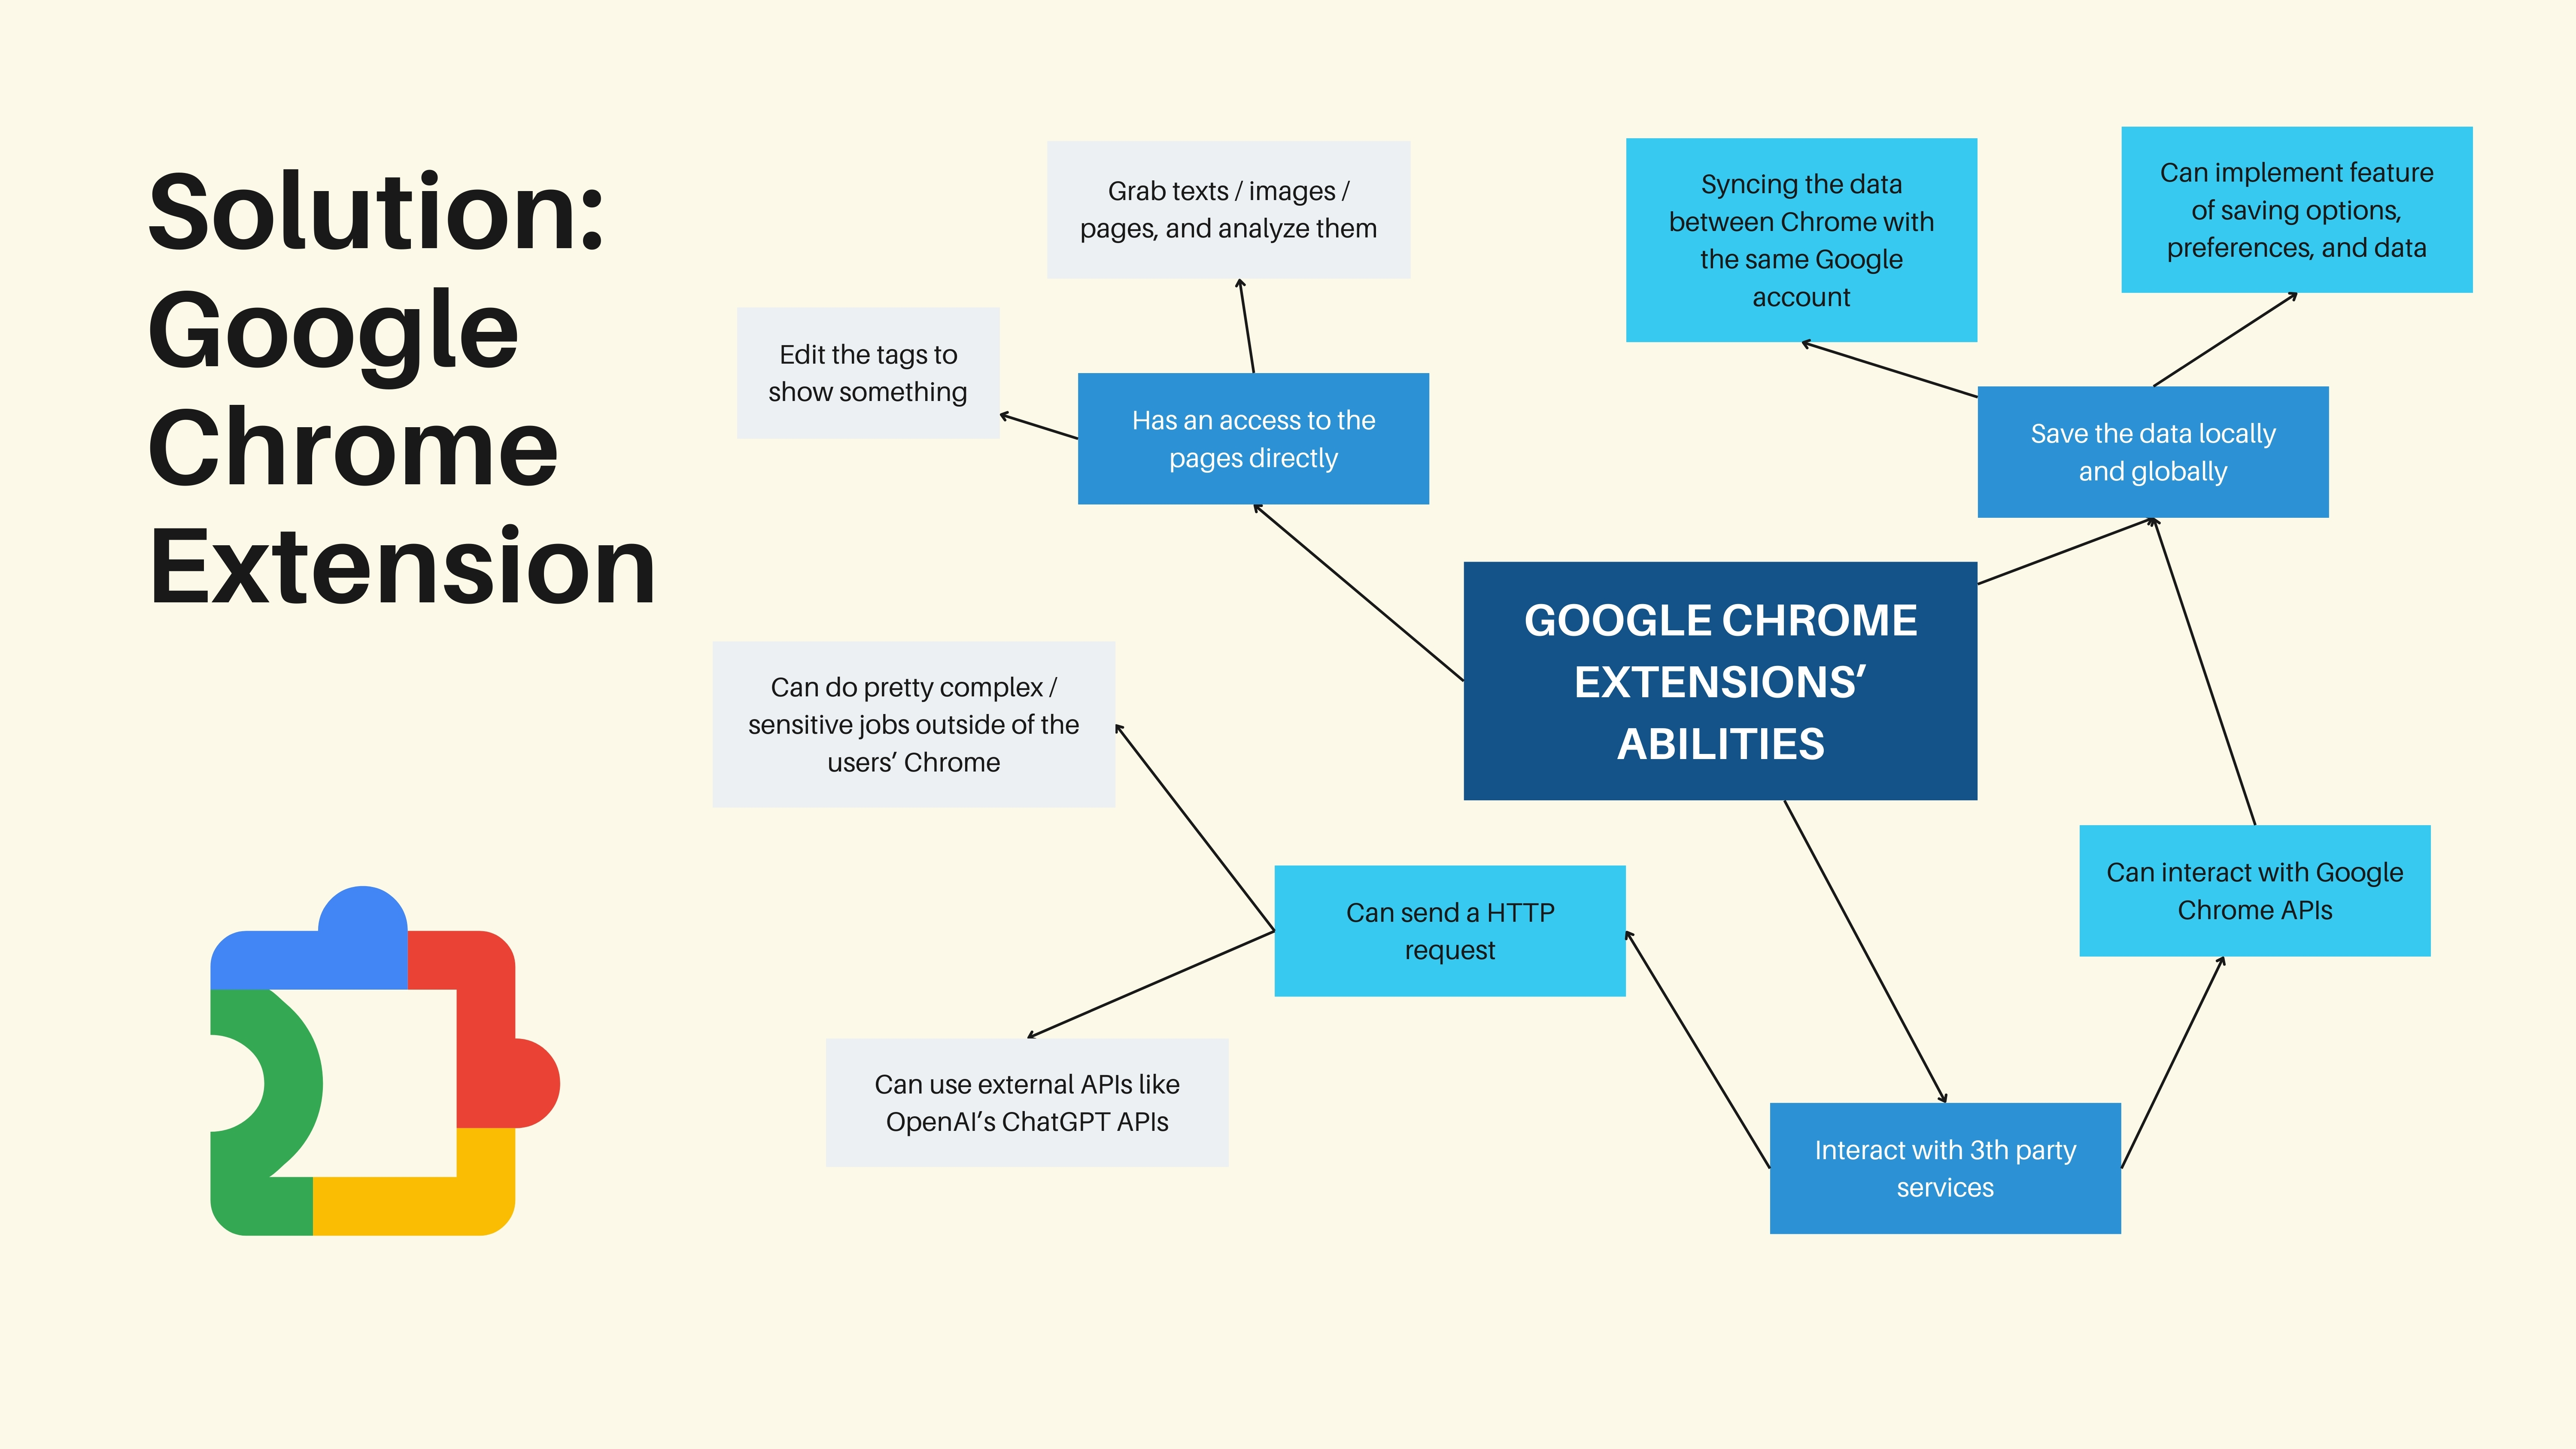 Solution:
Google
Chrome
Extension
Grab texts / images /
pages, and analyze them
Syncing the data
between Chrome with
the same Google
account
Can implement feature
of saving options,
preferences, and data
Edit the tags to
show something
Has an access to the
pages directly
Save the data locally
and globally
GOOGLE CHROME
EXTENSIONS’
ABILITIES
Can do pretty complex /
sensitive jobs outside of the
users’ Chrome
Can send a HTTP
request
Can interact with Google
Chrome APIs
Can use external APIs like
OpenAI’s ChatGPT APIs
Interact with 3th party
services